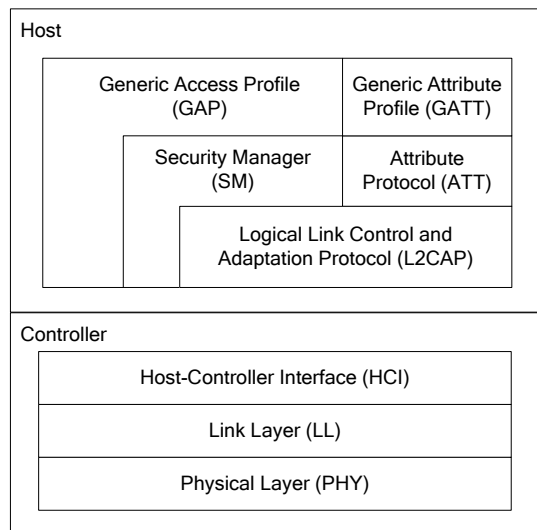 Host
Generic Access Profile
(GAP)
Generic Attribute
Profile (GATT)
Security Manager
(SM)
Attribute
Protocol (ATT)
Logical Link Control and
Adaptation Protocol (L2CAP)
Controller
Host-Controller Interface (HCI)
Link Layer (LL)
Physical Layer (PHY)